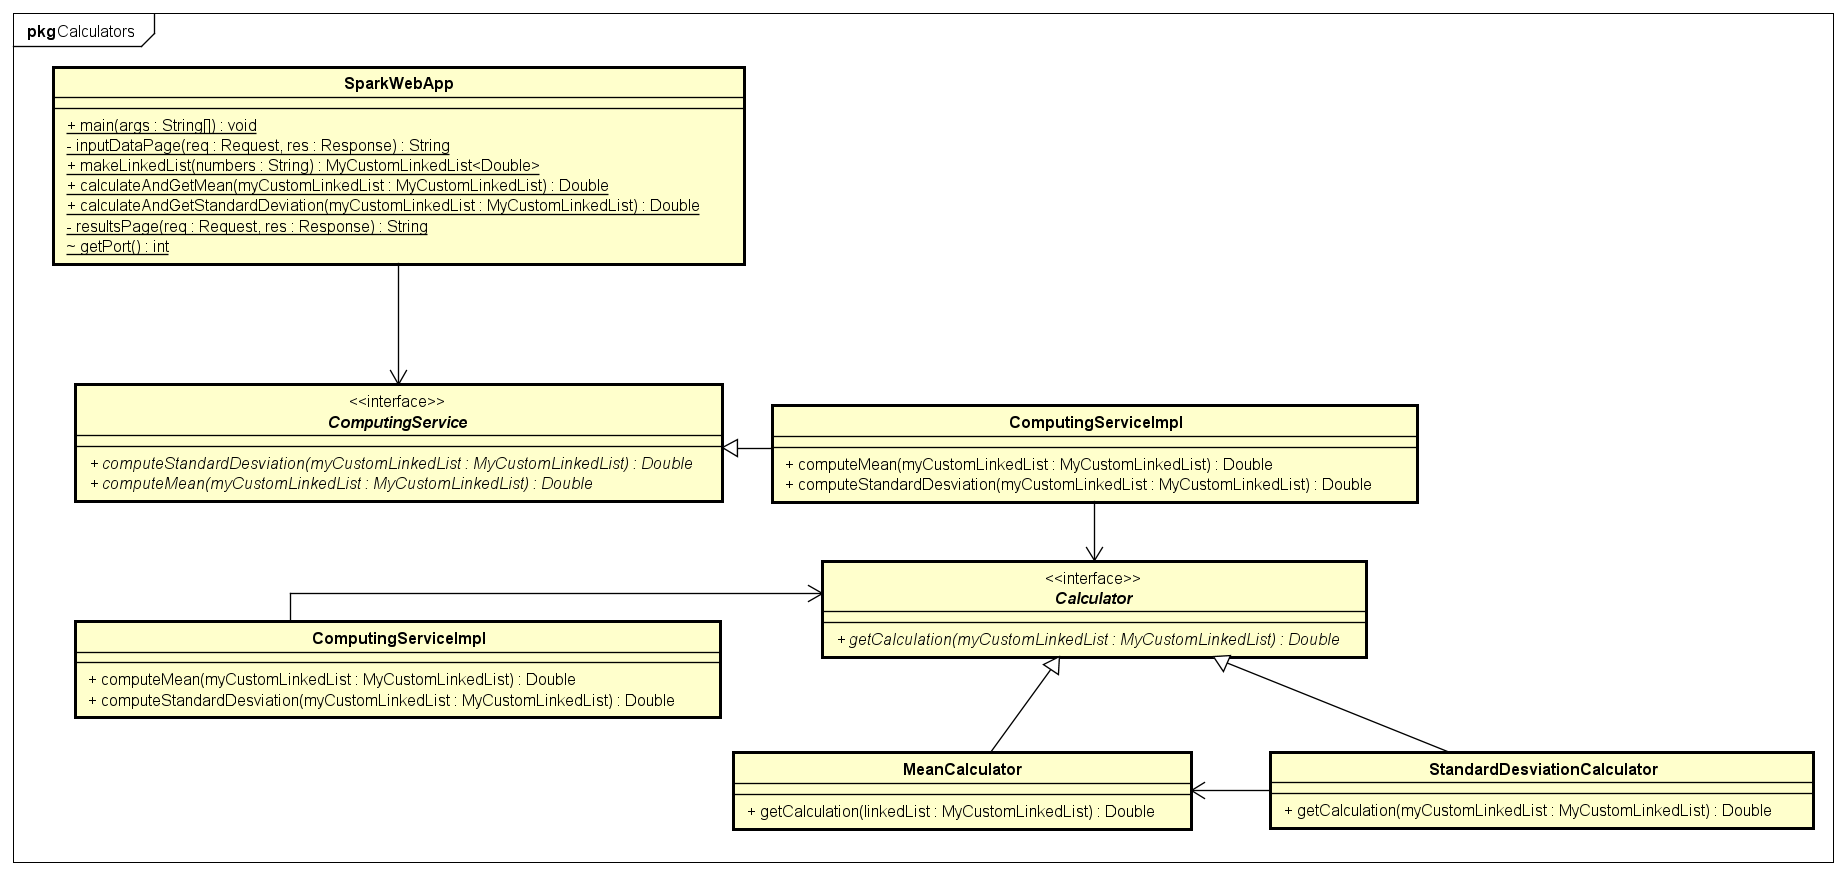 pkg Calculators
SparkWebApp
+ main(args : String[]) : void
- inputDataPage(req : Request, res : Response) : String
+ makeLinkedList(numbers : String) : MyCustomLinkedList<Double>
+ calculateAndGetMean(myCustomLinkedList : MyCustomLinkedList) : Double
+ calculateAndGetStandardDeviation(myCustomLinkedList : MyCustomLinkedList) : Double
- resultsPage(req : Request, res : Response) : String
~ getPort() : int
<<interface>>
ComputingService
+ computeStandardDesviation(myCustomLinkedList : MyCustomLinkedList) : Double
+ computeMean(myCustomLinkedList : MyCustomLinkedList) : Double
ComputingServiceImpl
+ computeMean(myCustomLinkedList : MyCustomLinkedList) : Double
+ computeStandardDesviation(myCustomLinkedList : MyCustomLinkedList) : Double
<<interface>>
Calculator
+ getCalculation(myCustomLinkedList : MyCustomLinkedList) : Double
ComputingServiceImpl
+ computeMean(myCustomLinkedList : MyCustomLinkedList) : Double
+ computeStandardDesviation(myCustomLinkedList : MyCustomLinkedList) : Double
MeanCalculator
+ getCalculation(linkedList : MyCustomLinkedList) : Double
StandardDesviationCalculator
+ getCalculation(myCustomLinkedList : MyCustomLinkedList) : Double